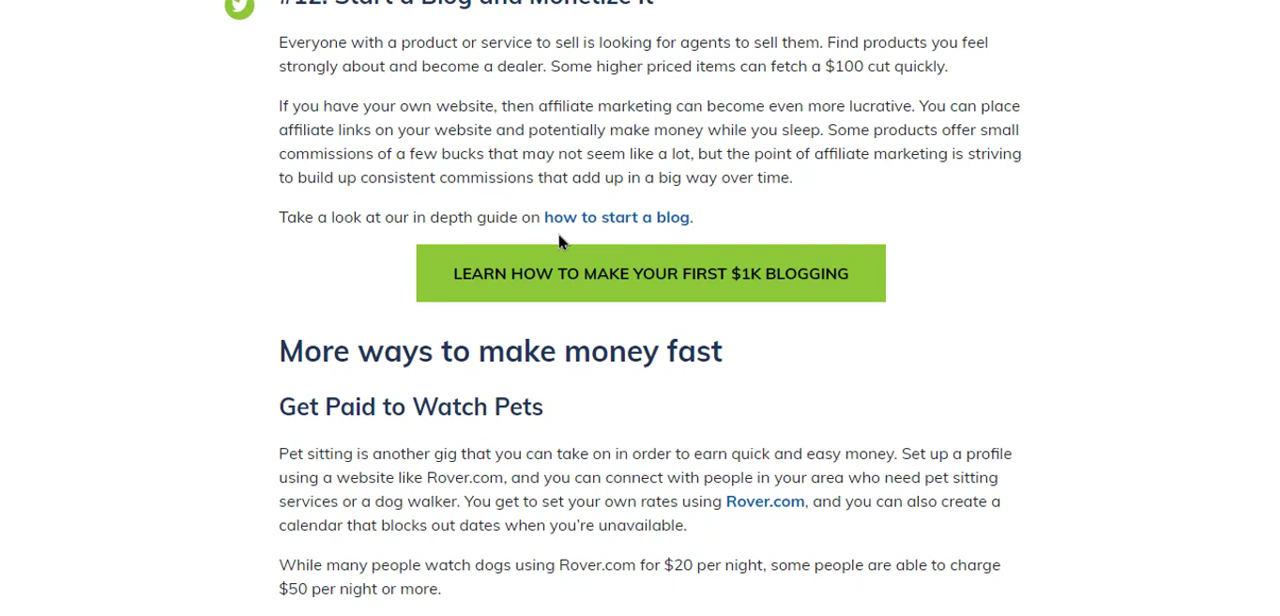 #12. Start a Blog and Monetize It
Everyone with a product or service to sell is looking for agents to sell them. Find products you feel
strongly about and become a dealer. Some higher priced items can fetch a $100 cut quickly.
If you have your own website, then affiliate marketing can become even more lucrative. You can place
affiliate links on your website and potentially make money while you sleep. Some products offer small
commissions of a few bucks that may not seem like a lot, but the point of affiliate marketing is striving
to build up consistent commissions that add up in a big way over time.
Take a look at our in depth guide on how to start a blog.
LEARN HOW TO MAKE YOUR FIRST $1K BLOGGING
More ways to make money fast
Get Paid to Watch Pets
Pet sitting is another gig that you can take on in order to earn quick and easy money. Set up a profile
using a website like Rover.com, and you can connect with people in your area who need pet sitting
services or a dog walker. You get to set your own rates using Rover.com, and you can also create a
calendar that blocks out dates when you’re unavailable.
While many people watch dogs using Rover.com for $20 per night, some people are able to charge
$50 per night or more.